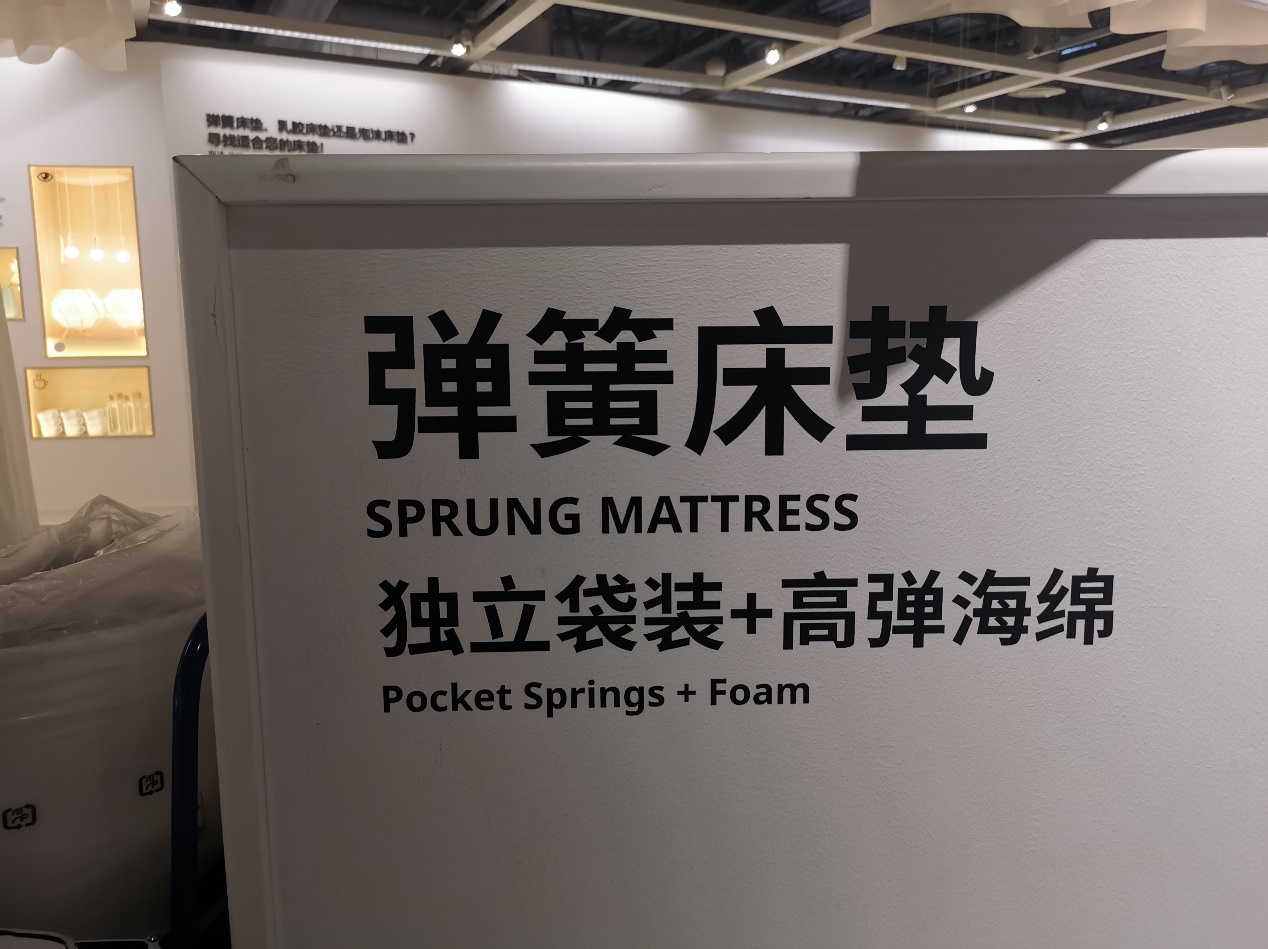 弹簧床垫、乳胶床垫还是泡沫床垫？
寻找适合您的床垫！
弹簧床垫
SPRUNG MATTRESS
独立袋装+高弹海绵
Pocket Springs + Foam